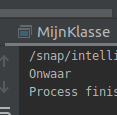 MijnKlasse
/snap/intelli
Onwaar
Process finis